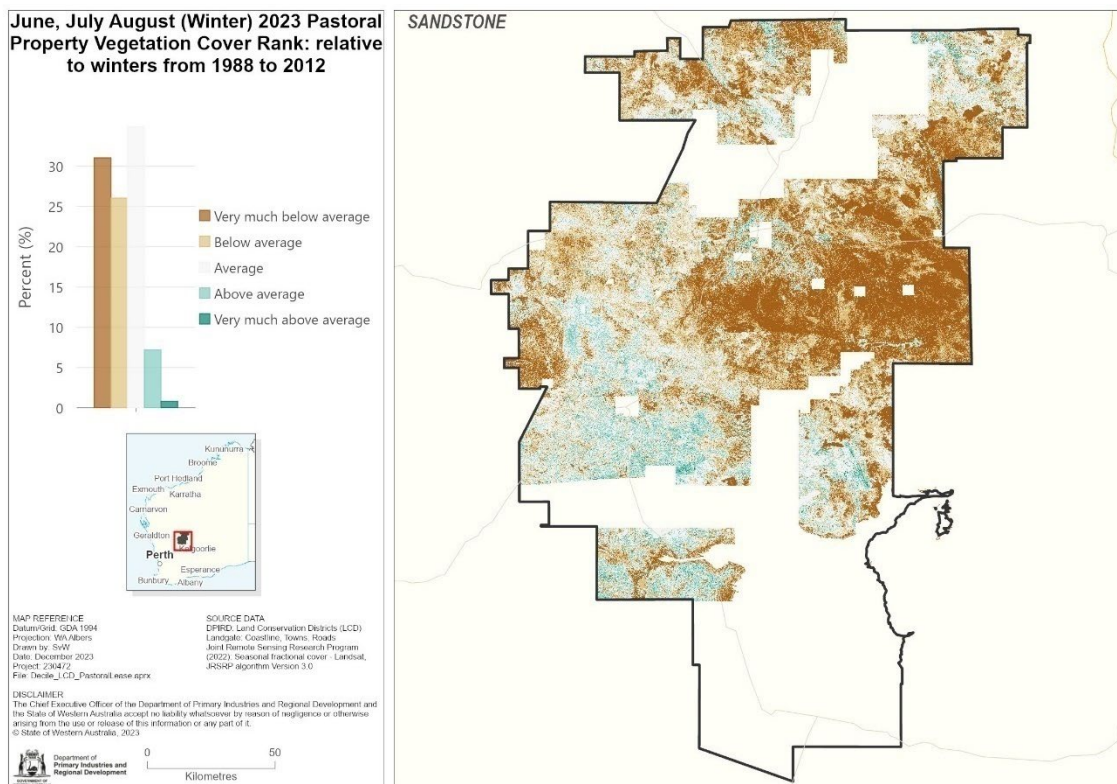 June, July August (Winter) 2023 Pastoral
Property Vegetation Cover Rank: relative
to winters from 1988 to 2012
30
25
20
15
10
5
0
Percent (%)
Very much below average
Below average
Average
Above average
Very much above average
Kununurra
Broome
Port Hedland
Exmouth
Karratha
Carnarvon
Geraldton
Kalgoorlie
Perth
Esperance
Bunbury
Albany
MAP REFERENCE
Datum/Grid: GDA 1994
Projection: WA Albers
Drawn by: SvW
Date: December 2023
Project: 230472
File: Decile_LCD_PastoralLease.aprx
SOURCE DATA
DPIRD: Land Conservation Districts (LCD)
Landgate: Coastline, Towns, Roads
Joint Remote Sensing Research Program
(2022): Seasonal fractional cover - Landsat,
JRSRP algorithm Version 3.0
DISCLAIMER
The Chief Executive Officer of the Department of Primary Industries and Regional Development and
the State of Western Australia accept no liability whatsoever by reason of negligence or otherwise
arising from the use or release of this information or any part of it.
© State of Western Australia, 2023
Department of
Primary Industries and
Regional Development
GOVERNMENT OF
0 50
Kilometres
SANDSTONE